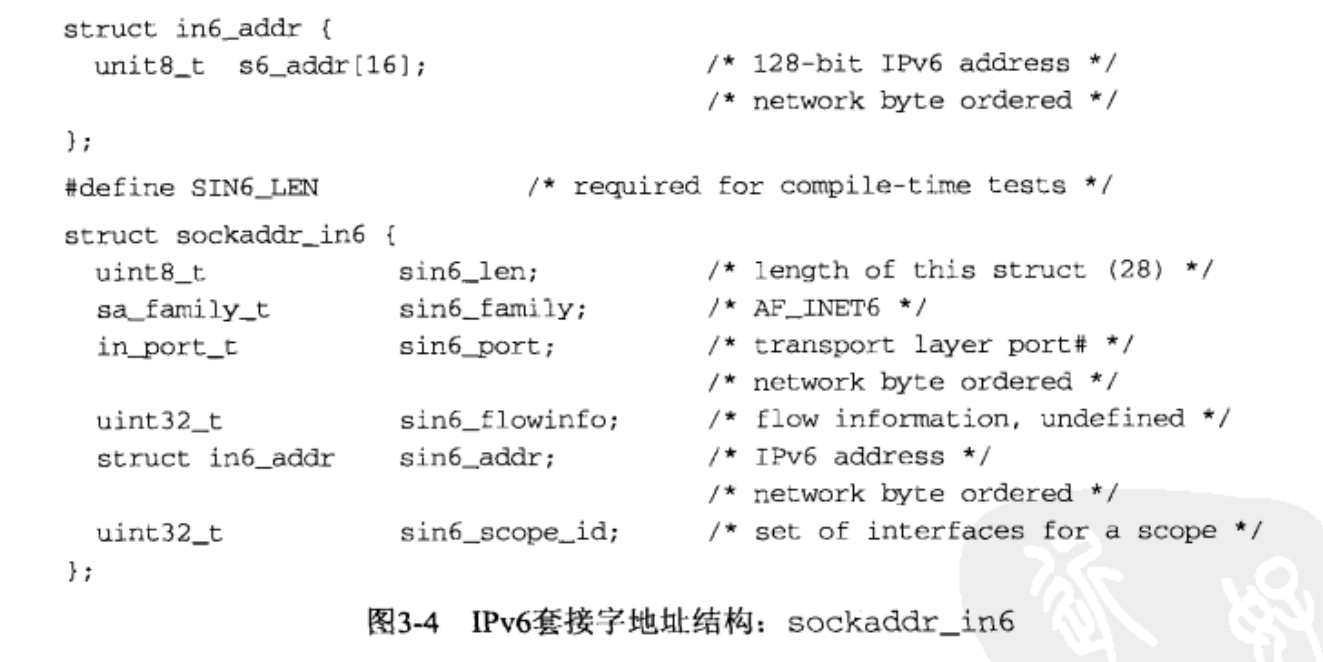 struct in6_addr {
  unit8_t  s6_addr[16];                  /* 128-bit IPv6 address */
                                         /* network byte ordered */
};
#define SIN6_LEN             /* required for compile-time tests */
struct sockaddr_in6 {
  uint8_t            sin6_len;           /* length of this struct (28) */
  sa_family_t        sin6_family;        /* AF_INET6 */
  in_port_t          sin6_port;          /* transport layer port# */
                                         /* network byte ordered */
  uint32_t           sin6_flowinfo;      /* flow information, undefined */
  struct in6_addr    sin6_addr;          /* IPv6 address */
                                         /* network byte ordered */
  uint32_t           sin6_scope_id;      /* set of interfaces for a scope */
};
图3-4 IPv6套接字地址结构：sockaddr_in6